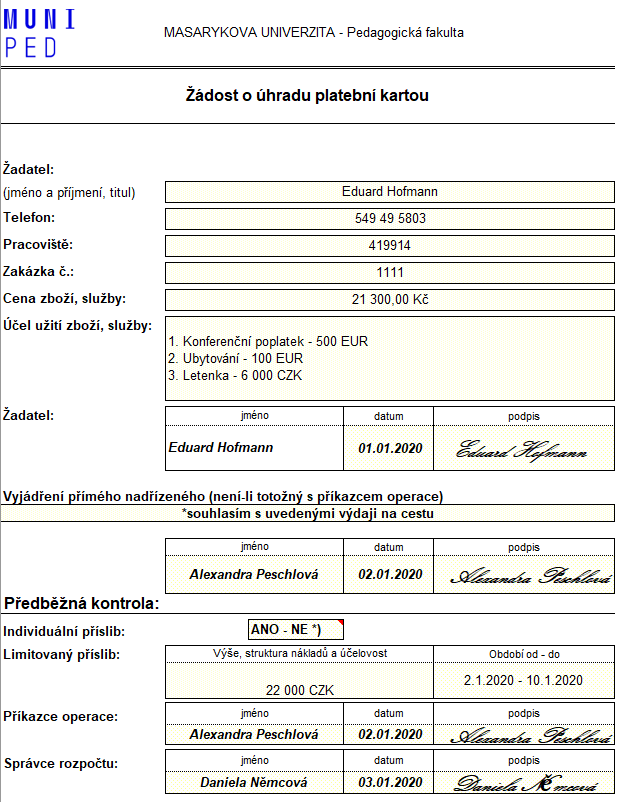 MUNI
PED
MASARYKOVA UNIVERZITA - Pedagogická fakulta
Žádost o úhradu platební kartou
Žadatel:
(jméno a příjmení, titul) Eduard Hofmann
Telefon: 549 49 5803
Pracoviště: 419914
Zakázka č.: 1111
Cena zboží, služby: 21 300,00 Kč
Účel užití zboží, služby:
1. Konferenční poplatek - 500 EUR
2. Ubytování - 100 EUR
3. Letenka - 6 000 CZK
Žadatel: jméno datum podpis
Eduard Hofmann 01.01.2020 Eduard Hofmann
Vyjádření přímého nadřízeného (není-li totožný s příkazcem operace)
*souhlasím s uvedenými výdaji na cestu
jméno datum podpis
Alexandra Peschlová 02.01.2020 Alexandra Peschlová
Předběžná kontrola:
Individuální příslib: ANO - NE *)
Limitovaný příslib: Výše, struktura nákladů a účelovost Období od - do
22 000 CZK 2.1.2020 - 10.1.2020
Příkazce operace: jméno datum podpis
Alexandra Peschlová 02.01.2020 Alexandra Peschlová
Správce rozpočtu: jméno datum podpis
Daniela Němcová 03.01.2020 Daniela Němcová